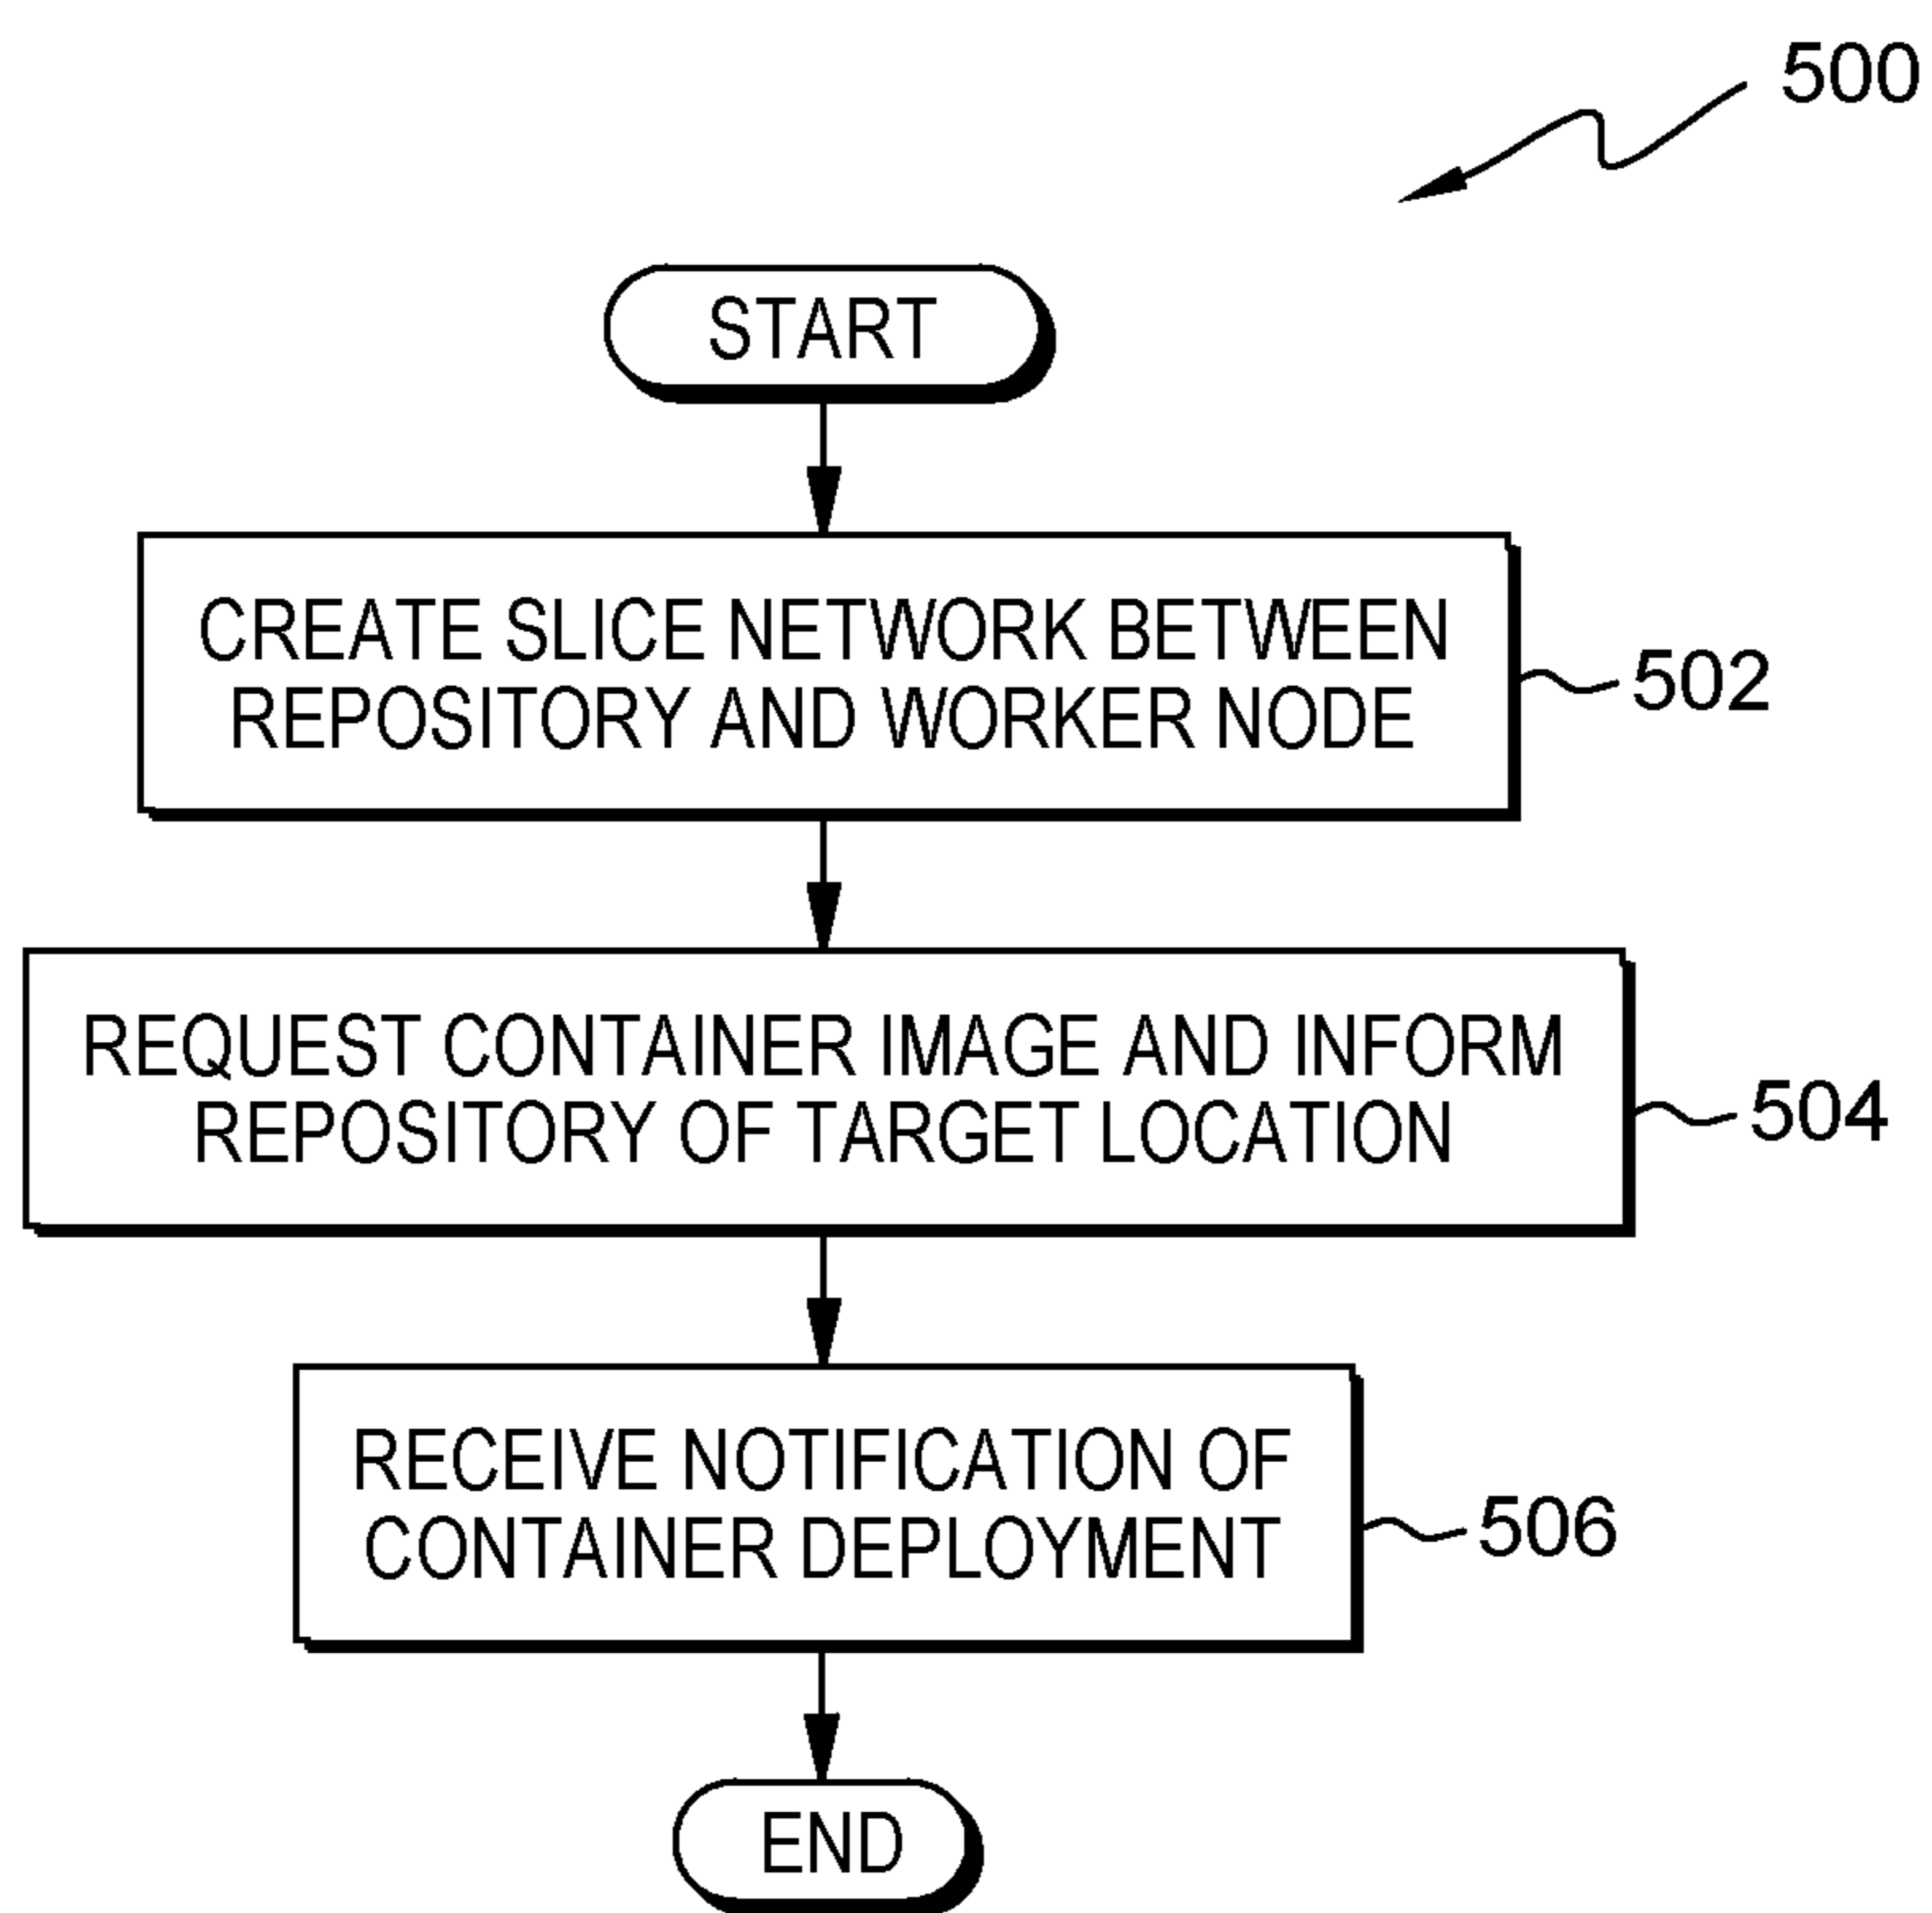 500
START
CREATE SLICE NETWORK BETWEEN
REPOSITORY AND WORKER NODE
502
REQUEST CONTAINER IMAGE AND INFORM
REPOSITORY OF TARGET LOCATION
504
RECEIVE NOTIFICATION OF
CONTAINER DEPLOYMENT
506
END